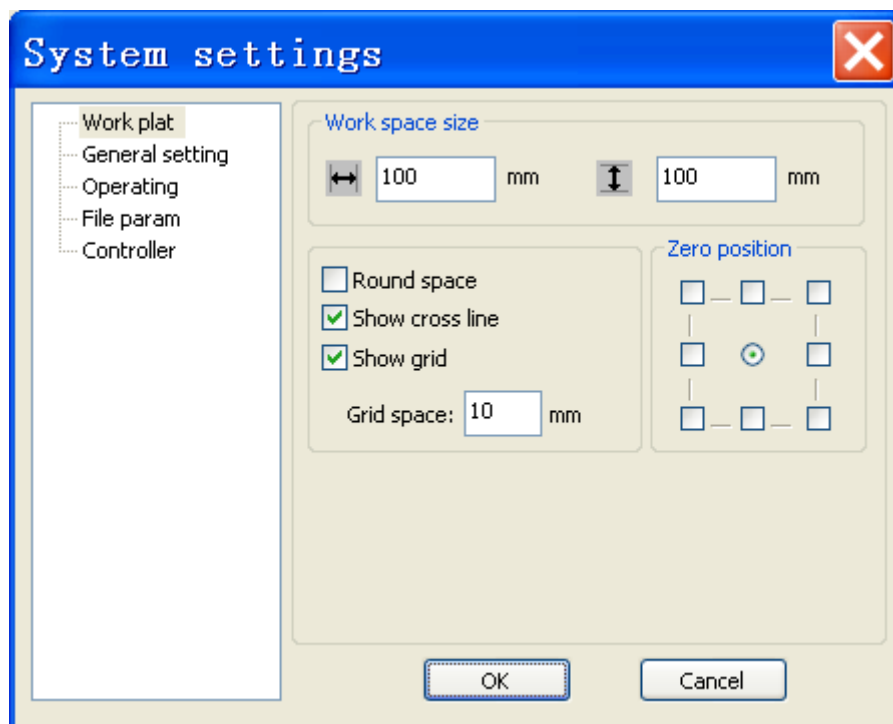 System settings
Work plat
General setting
Operating
File param
Controller
Work space size
100 mm 100 mm
Round space
Show cross line
Show grid
Grid space: 10 mm
Zero position
OK Cancel